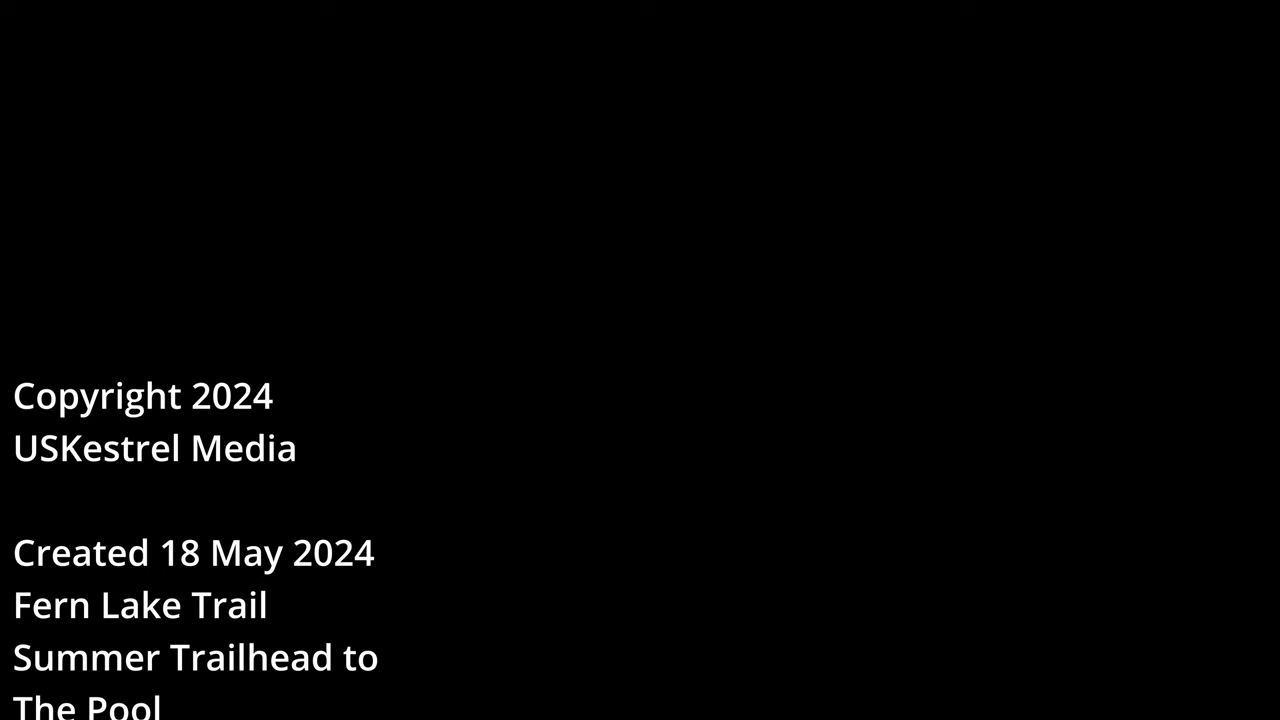 Copyright 2024
USKestrel Media
Created 18 May 2024
Fern Lake Trail
Summer Trailhead to
The Pool